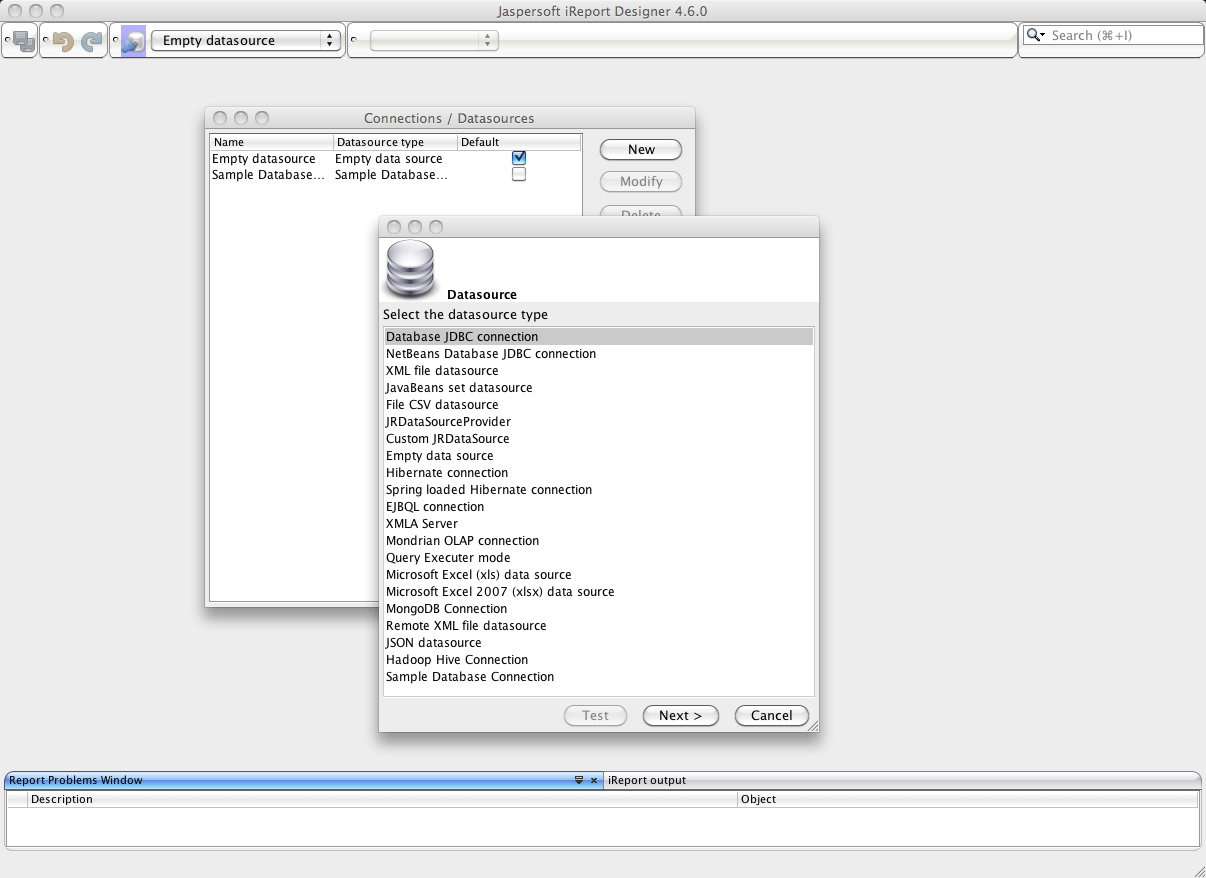 Jaspersoft iReport Designer 4.6.0
Empty datasource
Search (⌘+I)
Connections / Datasources
Name Datasource type Default
Empty datasource Empty data source
Sample Database... Sample Database...
New
Modify
Delete
Datasource
Select the datasource type
Database JDBC connection
NetBeans Database JDBC connection
XML file datasource
JavaBeans set datasource
File CSV datasource
JRDataSourceProvider
Custom JRDataSource
Empty data source
Hibernate connection
Spring loaded Hibernate connection
EJBQL connection
XMLA Server
Mondrian OLAP connection
Query Executer mode
Microsoft Excel (xls) data source
Microsoft Excel 2007 (xlsx) data source
MongoDB Connection
Remote XML file datasource
JSON datasource
Hadoop Hive Connection
Sample Database Connection
Test Next > Cancel
Report Problems Window iReport output
Description Object